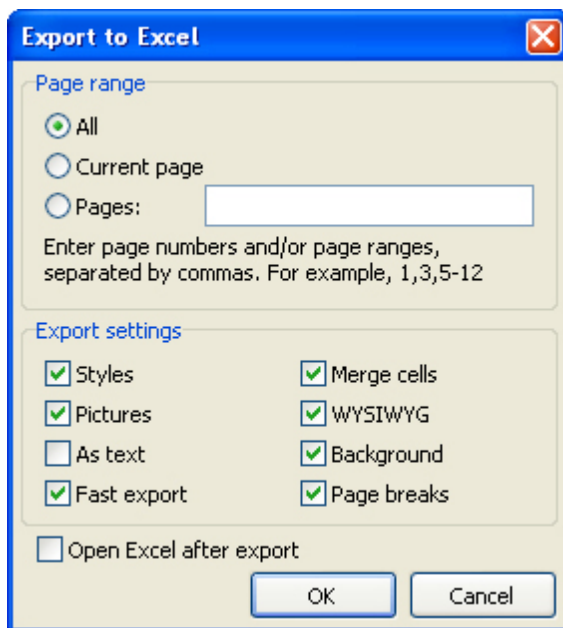 Export to Excel
Page range
All
Current page
Pages:
Enter page numbers and/or page ranges,
separated by commas. For example, 1,3,5-12
Export settings
Styles
Merge cells
Pictures
WYSIWYG
As text
Background
Fast export
Page breaks
Open Excel after export
OK
Cancel